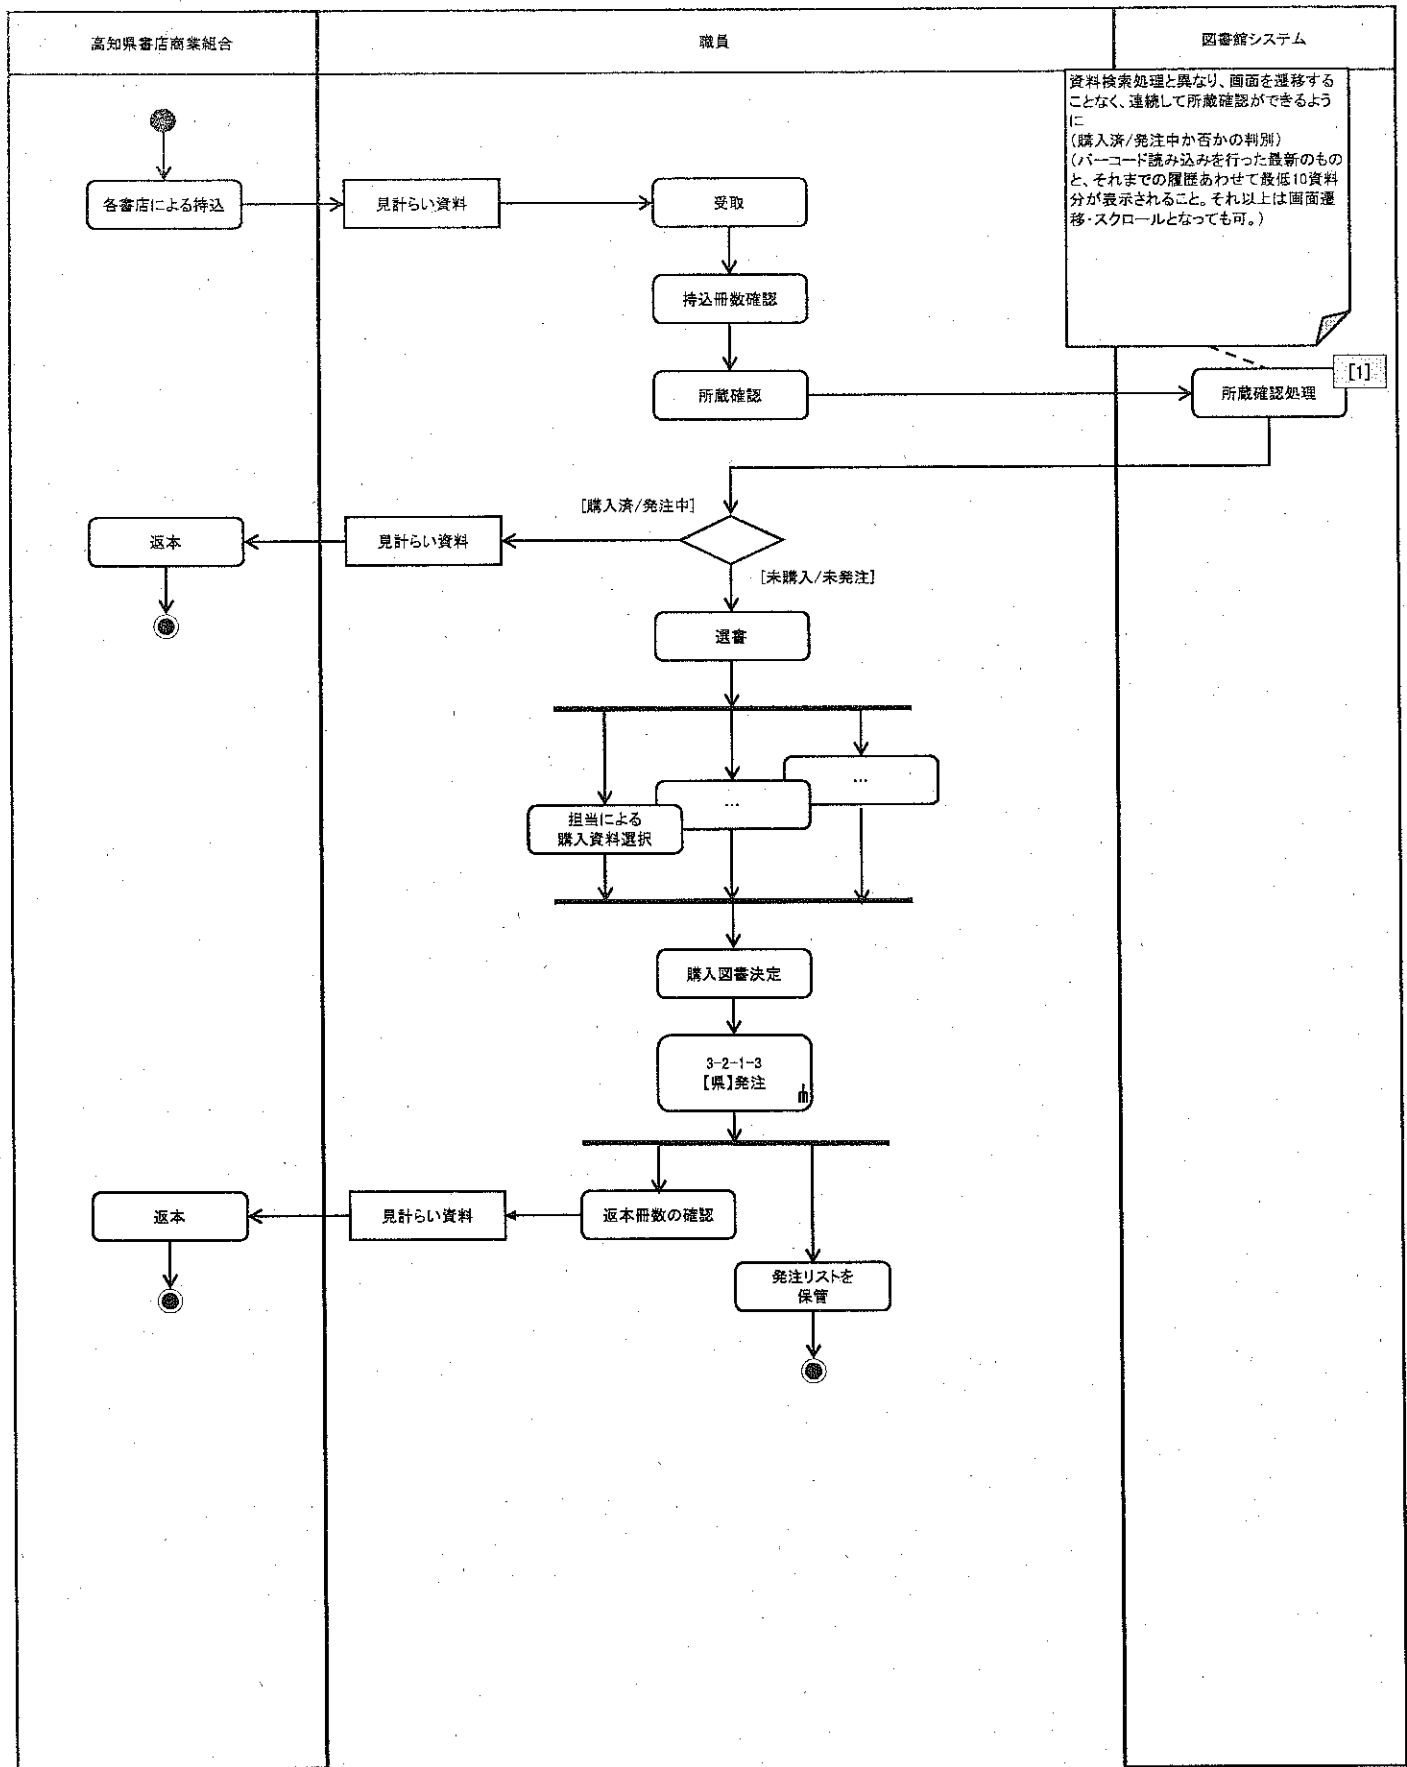 高知県書店商業組合
職員
図書館システム
資料検索処理と異なり、画面を遷移する
ことなく、連続して所蔵確認ができるよう
に
(購入済/発注中か否かの判別)
(バーコード読み込みを行った最新のもの
と、それまでの履歴あわせて最低10資料
分が表示されること。それ以上は画面遷
移・スクロールとなっても可。)
各書店による持込
見計らい資料
受取
持込冊数確認
所蔵確認
所蔵確認処理
[1]
[購入済/発注中]
返本
見計らい資料
[未購入/未発注]
選書
...
...
担当による
購入資料選択
購入図書決定
3-2-1-3
【県】発注
返本
見計らい資料
返本冊数の確認
発注リストを
保管